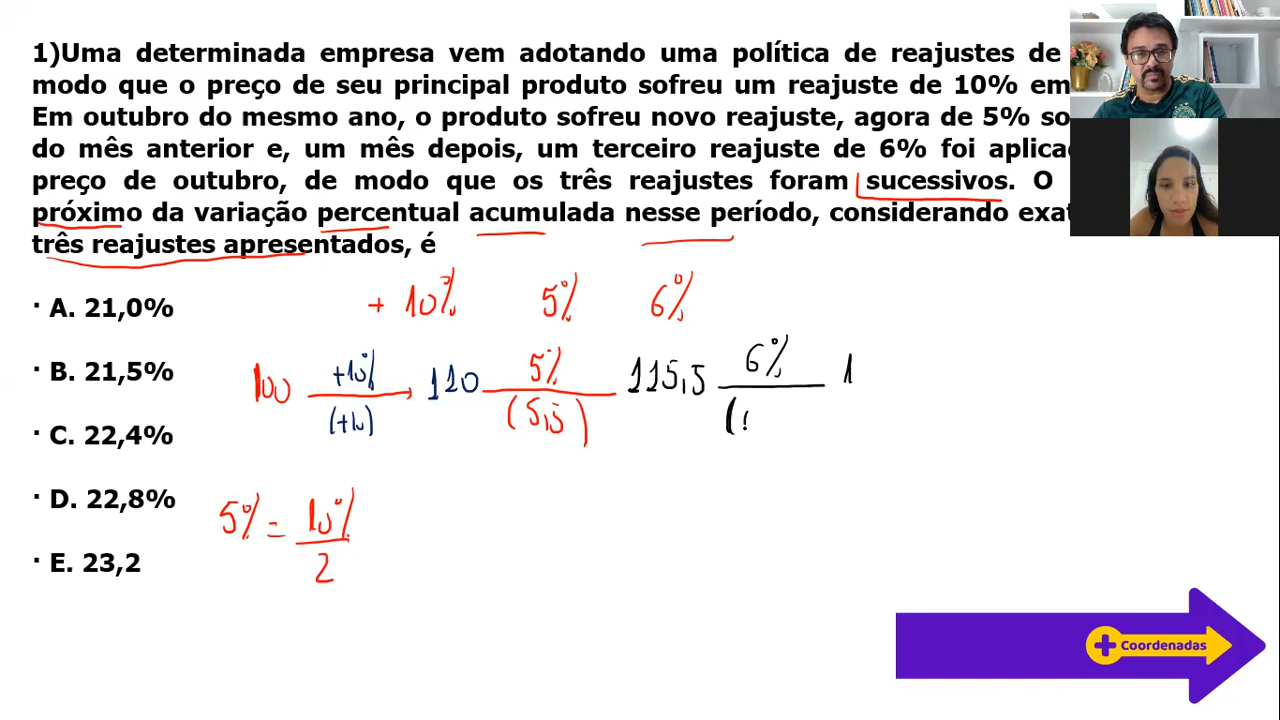 1)Uma determinada empresa vem adotando uma política de reajustes de
modo que o preço de seu principal produto sofreu um reajuste de 10% em
Em outubro do mesmo ano, o produto sofreu novo reajuste, agora de 5% so
do mês anterior e, um mês depois, um terceiro reajuste de 6% foi aplica
preço de outubro, de modo que os três reajustes foram sucessivos. O
próximo da variação percentual acumulada nesse período, considerando exat
três reajustes apresentados, é
+ 10% 5% 6%
· A. 21,0%
+10% 5% 6%
100 110 115,5 1
(+10) (5,5) (
· B. 21,5%
· C. 22,4%
· D. 22,8%
5% = 10%
2
· E. 23,2
+ Coordenadas